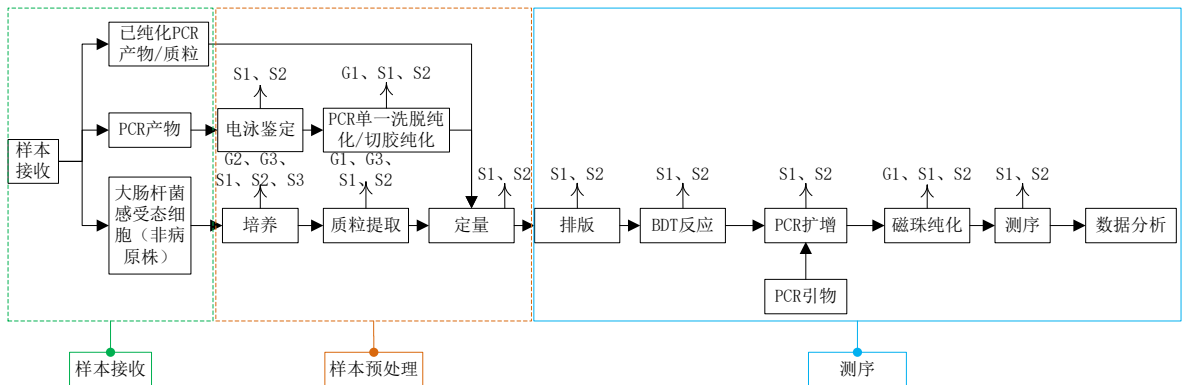 已纯化PCR
产物/质粒
S1、S2
G1、S1、S2
样本
接收
PCR产物
电泳鉴定
PCR单一洗脱纯
化/切胶纯化
G2、G3、
S1、S2、S3
G1、G3、
S1、S2
S1、S2
S1、S2
S1、S2
S1、S2
G1、S1、S2
S1、S2
大肠杆菌
感受态细
胞（非病
原株）
培养
质粒提取
定量
排版
BDT反应
PCR扩增
磁珠纯化
测序
数据分析
PCR引物
样本接收
样本预处理
测序